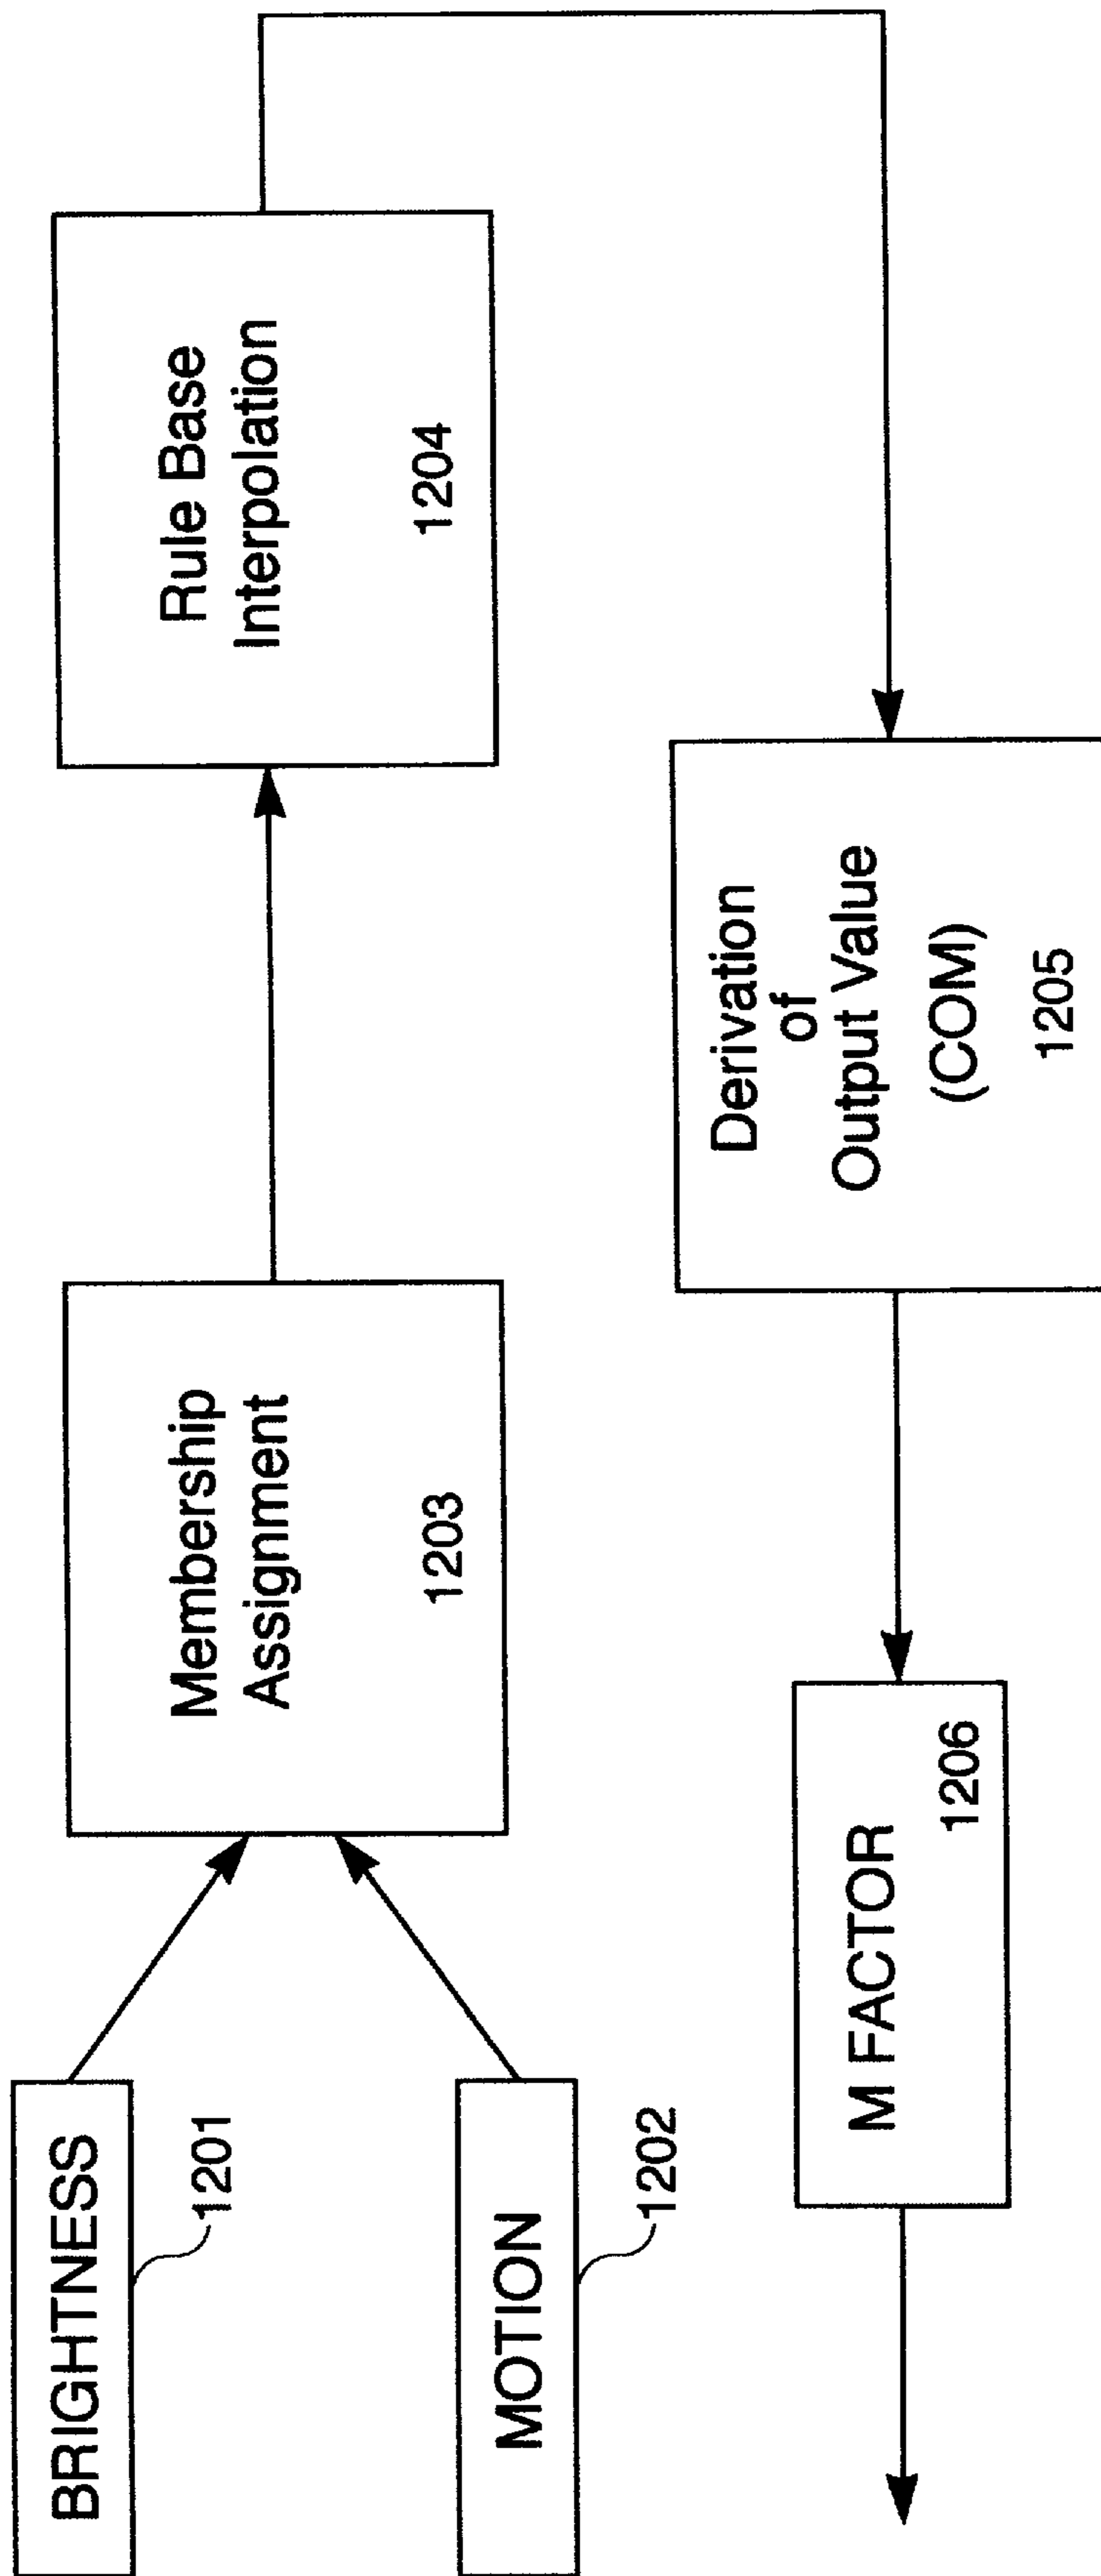 BRIGHTNESS
1201
MOTION
1202
Membership
Assignment
1203
Rule Base
Interpolation
1204
Derivation
of
Output Value
(COM)
1205
M FACTOR
1206